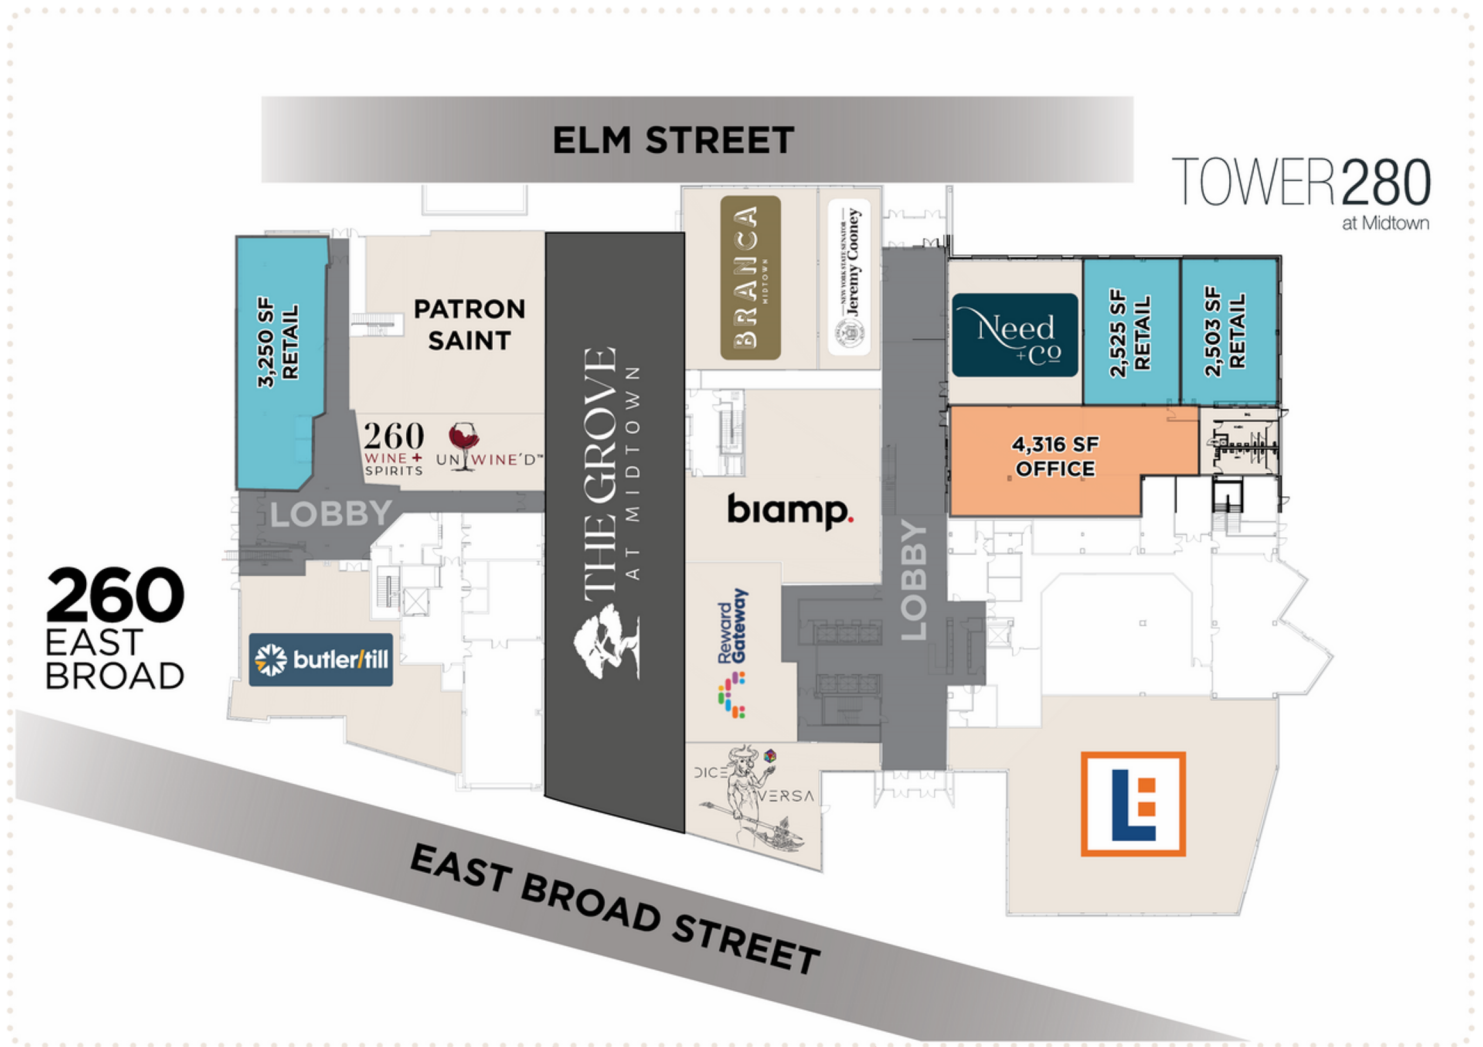 ELM STREET
TOWER280
at Midtown
3,250 SF
RETAIL
PATRON
SAINT
260
WINE +
SPIRITS
UNWINE'D™
LOBBY
THE GROVE
AT MIDTOWN
BRANCA
MIDTOWN
NEW YORK STATE SENATOR
Jeremy Cooney
Need
+Co
2,525 SF
RETAIL
2,503 SF
RETAIL
4,316 SF
OFFICE
biamp.
LOBBY
Reward
Gateway
DICE
VERSA
260
EAST
BROAD
butler/till
EAST BROAD STREET